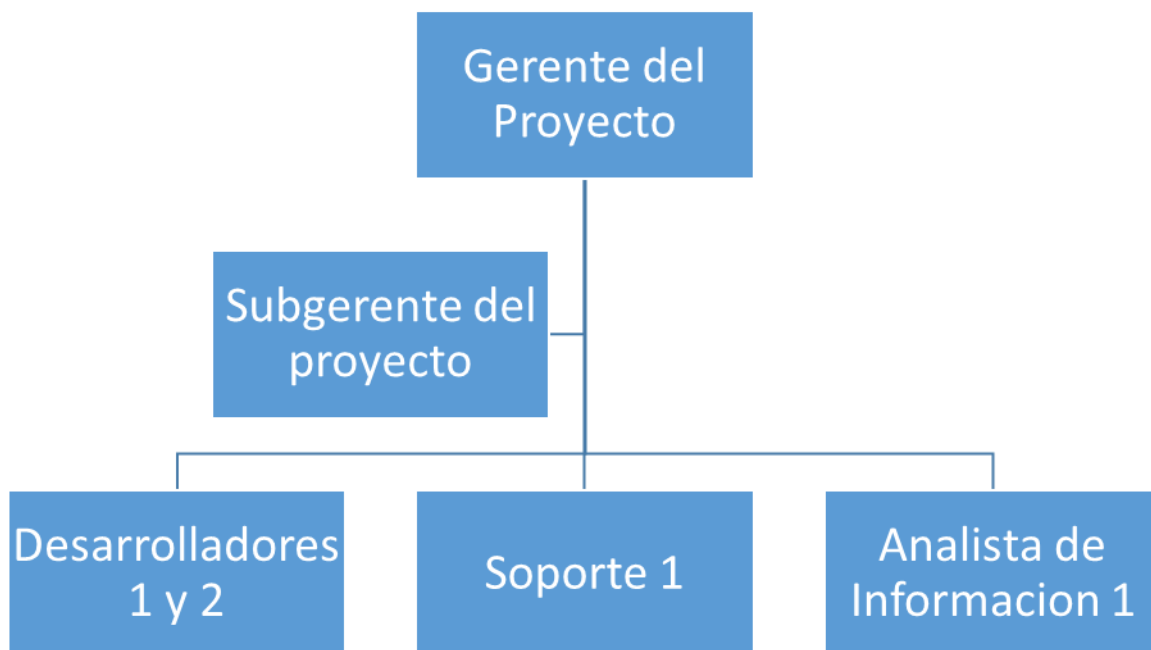 Gerente del
Proyecto
Subgerente del
proyecto
Desarrolladores
1 y 2
Soporte 1
Analista de
Informacion 1